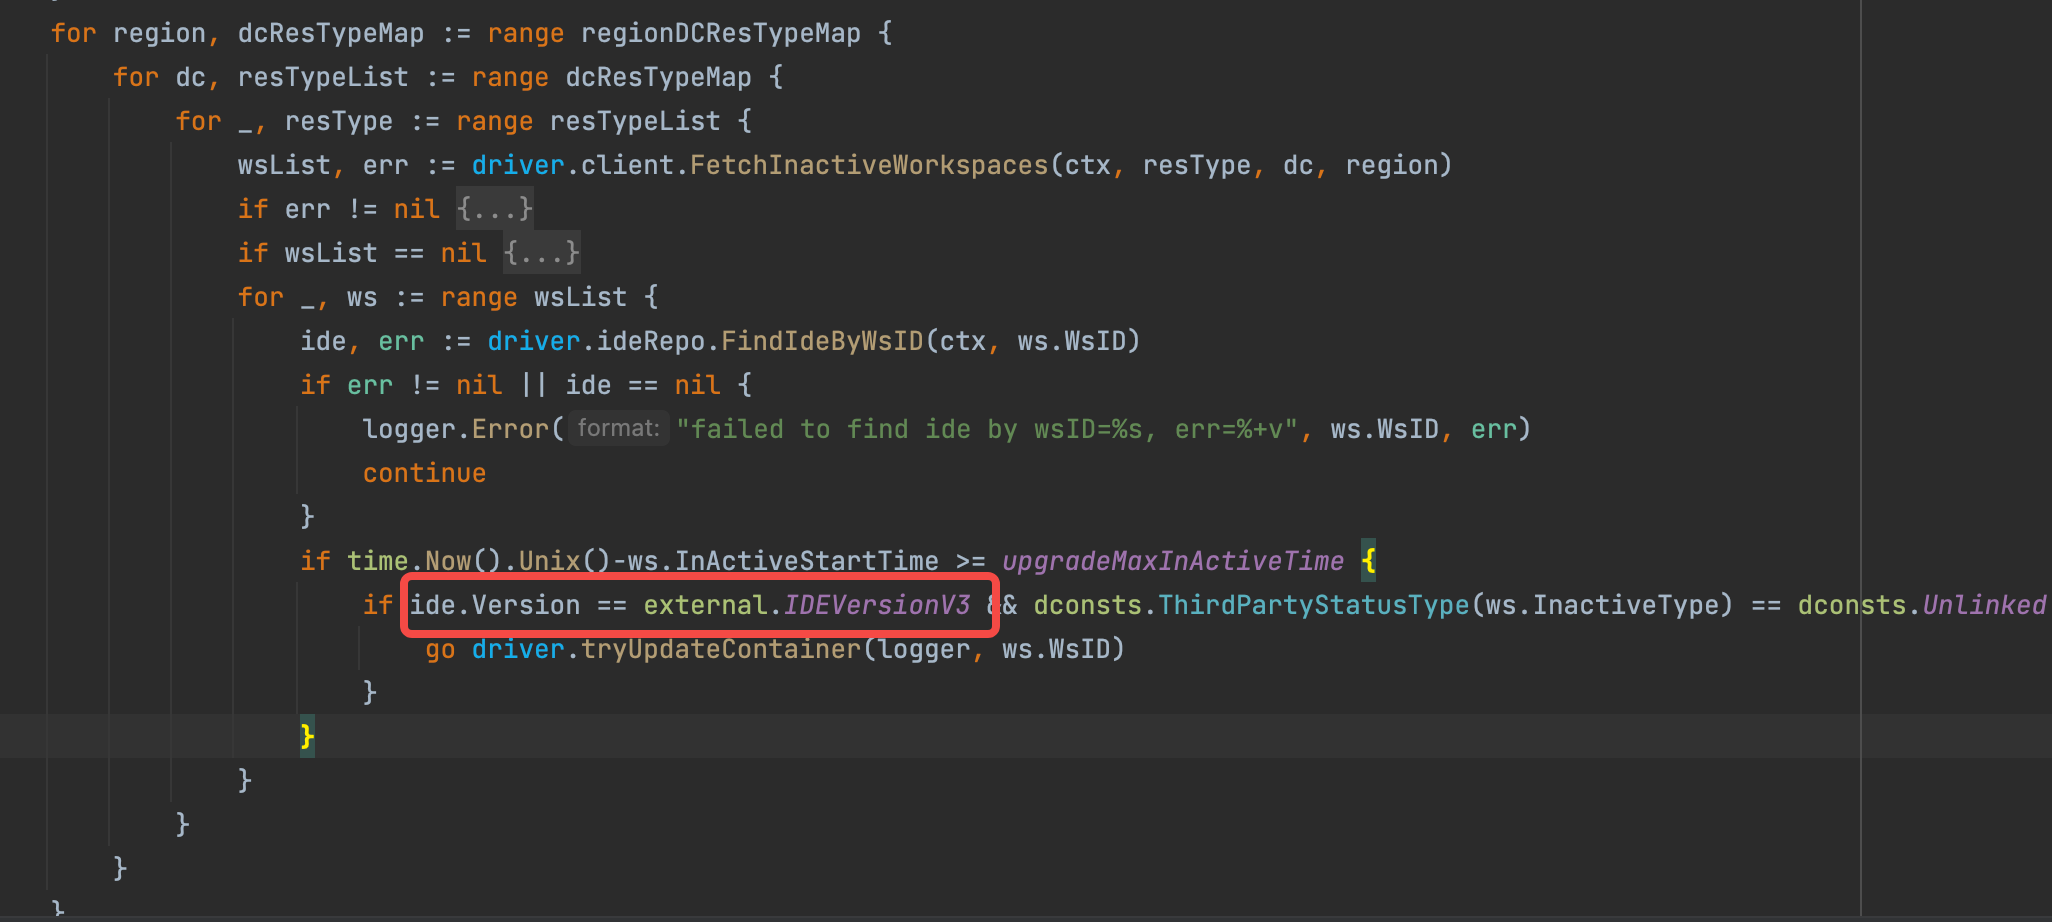 for region, dcResTypeMap := range regionDCResTypeMap {
for dc, resTypeList := range dcResTypeMap {
for _, resType := range resTypeList {
wsList, err := driver.client.FetchInactiveWorkspaces(ctx, resType, dc, region)
if err != nil {...}
if wsList == nil {...}
for _, ws := range wsList {
ide, err := driver.ideRepo.FindIdeByWsID(ctx, ws.WsID)
if err != nil || ide == nil {
logger.Error( format: "failed to find ide by wsID=%s, err=%+v", ws.WsID, err)
continue
}
if time.Now().Unix()-ws.InActiveStartTime >= upgradeMaxInActiveTime {
if ide.Version == external.IDEVersionV3 && dconsts.ThirdPartyStatusType(ws.InactiveType) == dconsts.Unlinked
go driver.tryUpdateContainer(logger, ws.WsID)
}
}
}
}
}
}